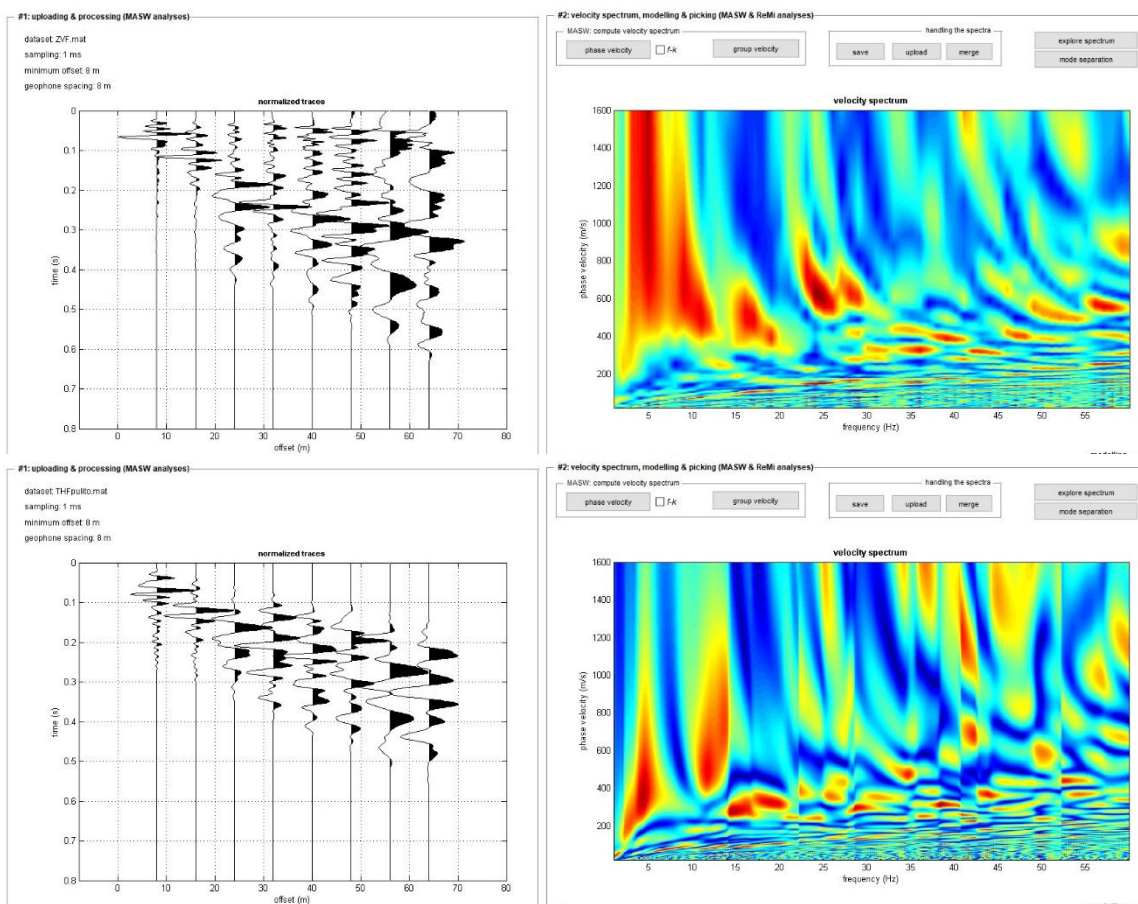 #1: uploading & processing (MASW analyses)
dataset: ZVF.mat
sampling: 1 ms
minimum offset: 8 m
geophone spacing: 8 m
normalized traces
0
0.1
0.2
0.3
0.4
0.5
0.6
0.7
0.8
time (s)
0 10 20 30 40 50 60 70 80
offset (m)
#2: velocity spectrum, modelling & picking (MASW & ReMi analyses)
MASW: compute velocity spectrum
phase velocity f-k group velocity
handling the spectra
save upload merge
explore spectrum
mode separation
velocity spectrum
1600
1400
1200
1000
800
600
400
200
phase velocity (m/s)
5 10 15 20 25 30 35 40 45 50 55
frequency (Hz)
#1: uploading & processing (MASW analyses)
dataset: THFpulito.mat
sampling: 1 ms
minimum offset: 8 m
geophone spacing: 8 m
normalized traces
0
0.1
0.2
0.3
0.4
0.5
0.6
0.7
0.8
time (s)
0 10 20 30 40 50 60 70 80
offset (m)
#2: velocity spectrum, modelling & picking (MASW & ReMi analyses)
MASW: compute velocity spectrum
phase velocity f-k group velocity
handling the spectra
save upload merge
explore spectrum
mode separation
velocity spectrum
1600
1400
1200
1000
800
600
400
200
phase velocity (m/s)
5 10 15 20 25 30 35 40 45 50 55
frequency (Hz)